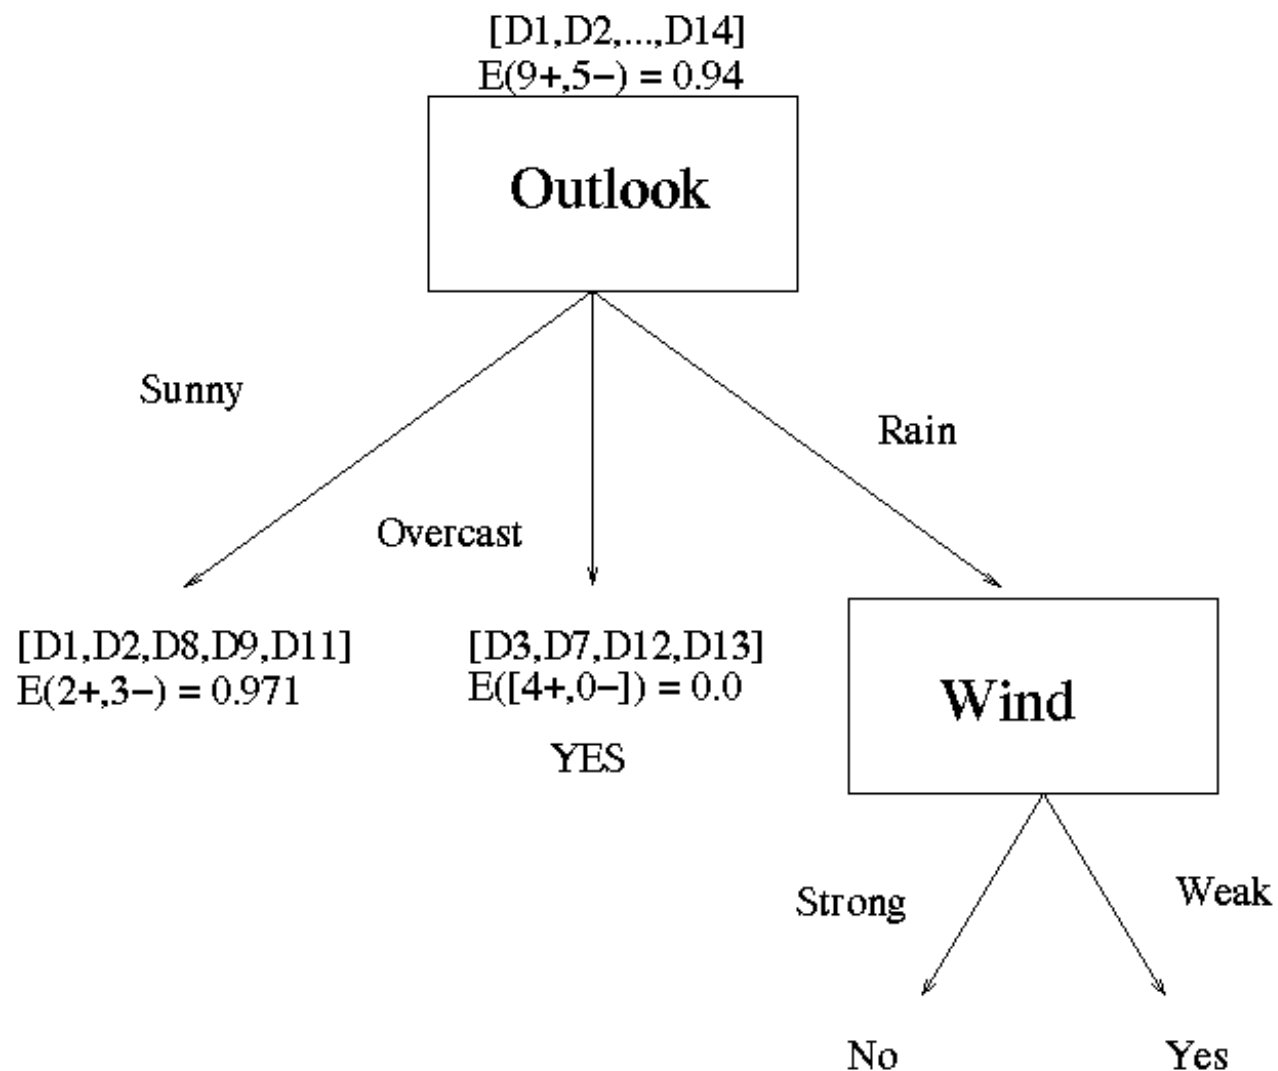 [D1,D2,...,D14]
E(9+,5−) = 0.94
Outlook
Sunny
Rain
Overcast
[D1,D2,D8,D9,D11]
E(2+,3−) = 0.971
[D3,D7,D12,D13]
E([4+,0−]) = 0.0
YES
Wind
Strong
Weak
No
Yes